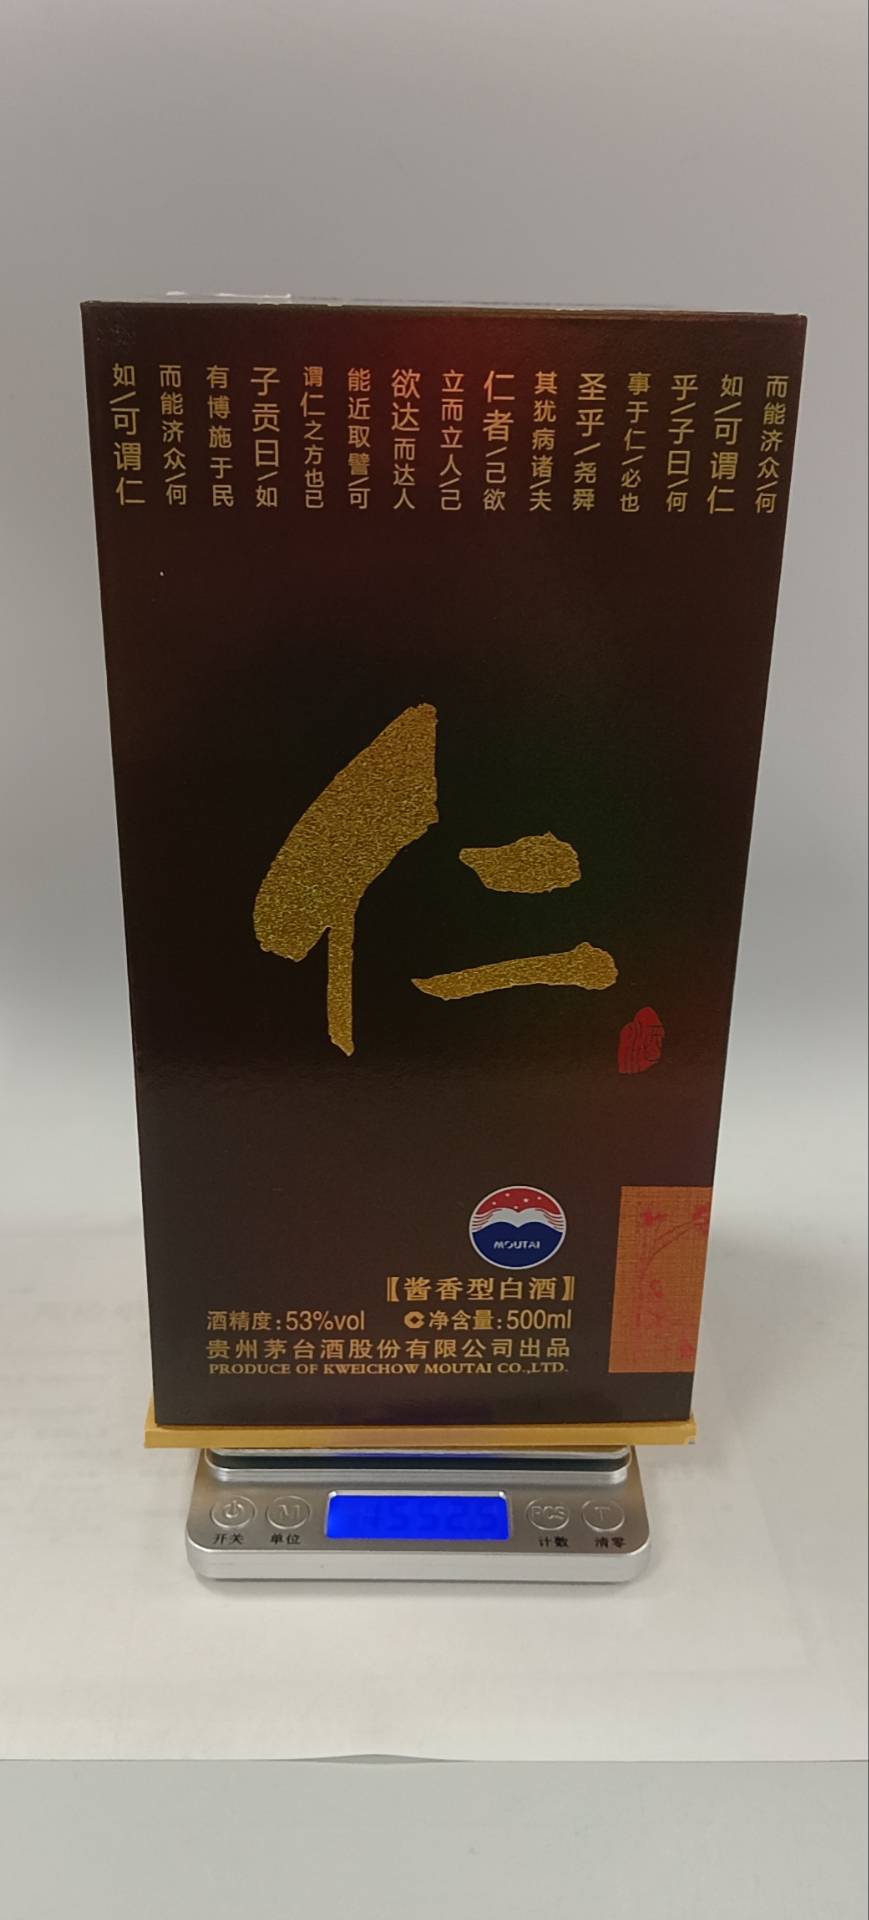 而能济众/何
如/可谓仁
乎/子曰/何
事于仁/必也
圣乎/尧舜
其犹病诸/夫
仁者/己欲
立而立人/己
欲达而达人
能近取譬/可
谓仁之方也已
子贡曰/如
有博施于民
而能济众/何
如/可谓仁
仁
MOUTAI
【酱香型白酒】
酒精度:53%vol 净含量:500ml
贵州茅台酒股份有限公司出品
PRODUCE OF KWEICHOW MOUTAI CO.,LTD.
M PCS T
开关 单位 计数 清零